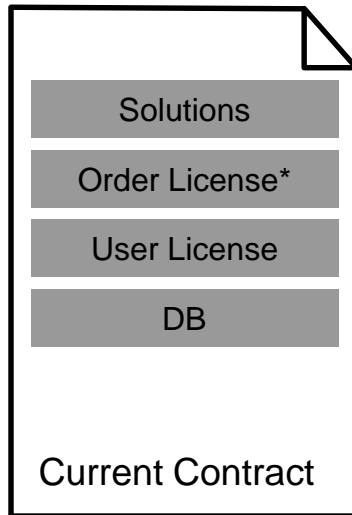 Solutions
Order License*
User License
DB
Current Contract